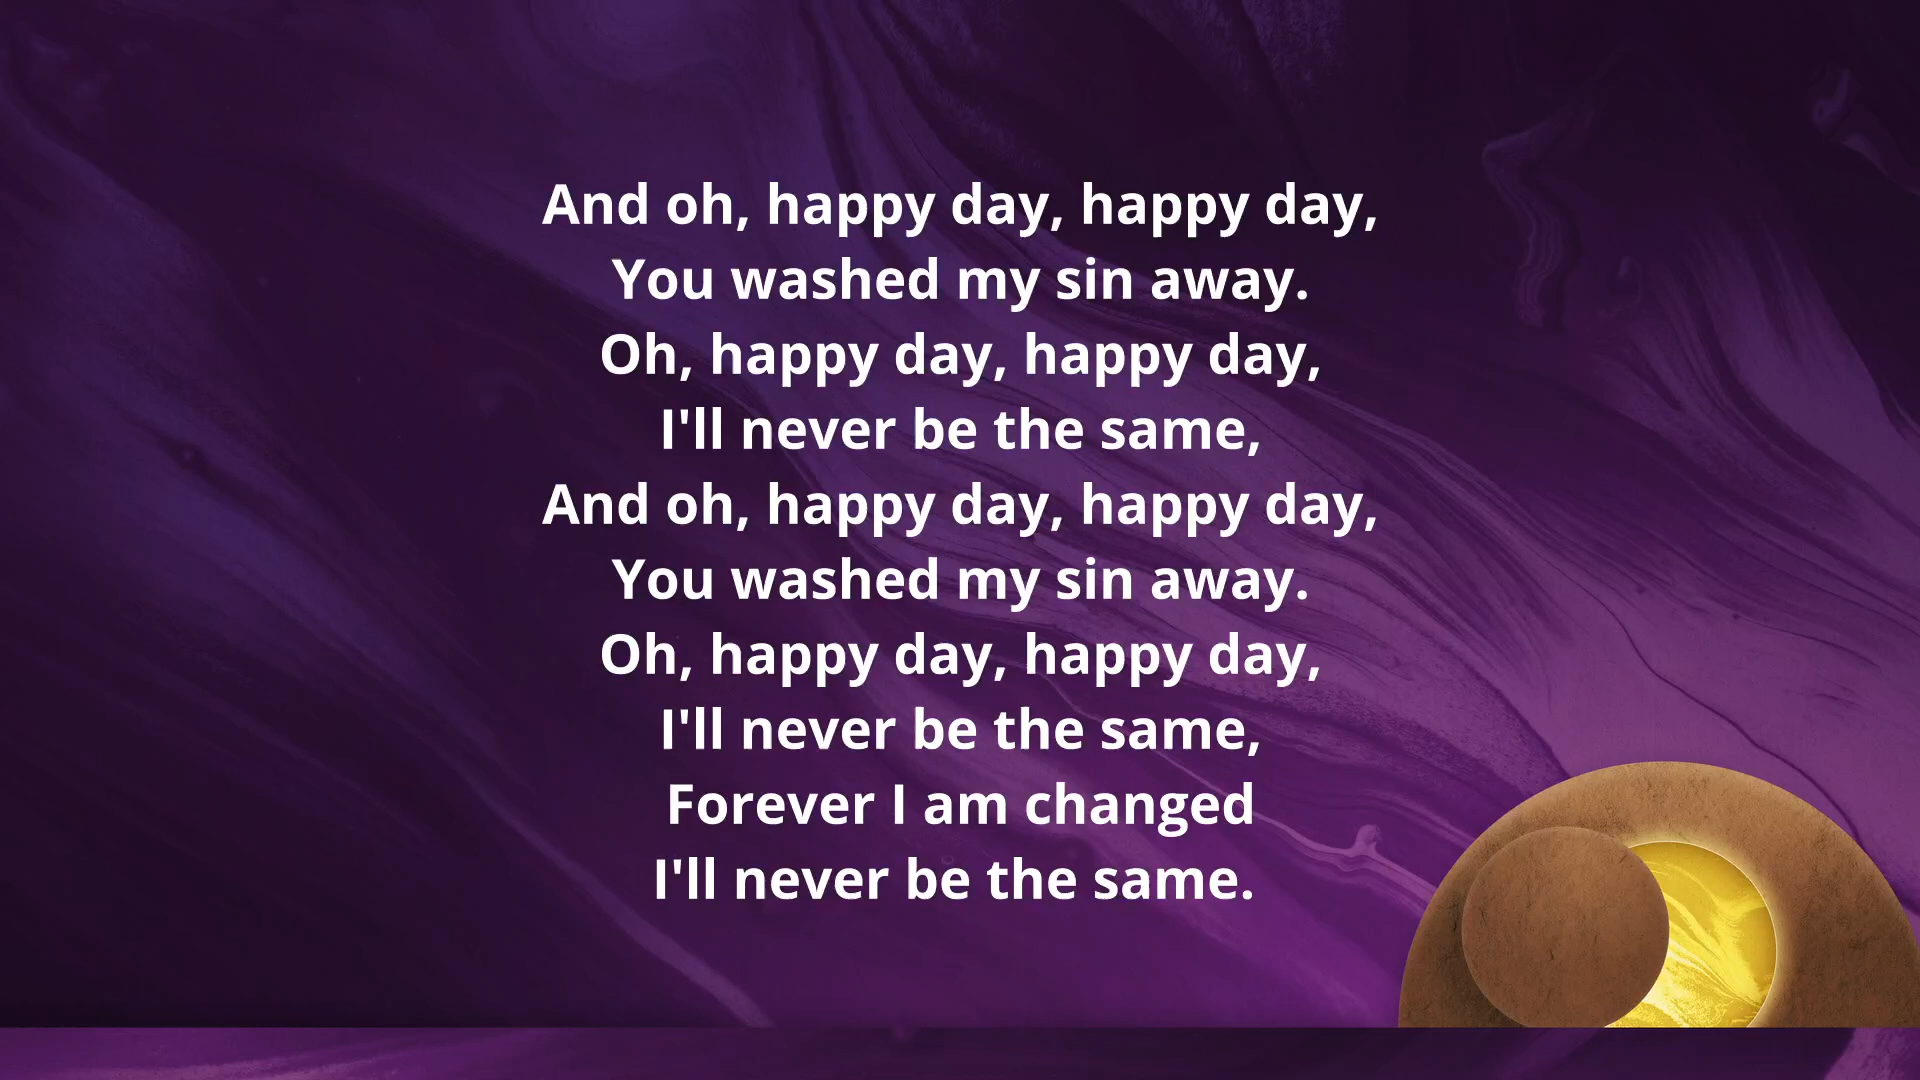 And oh, happy day, happy day,
You washed my sin away.
Oh, happy day, happy day,
I'll never be the same,
And oh, happy day, happy day,
You washed my sin away.
Oh, happy day, happy day,
I'll never be the same,
Forever I am changed
I'll never be the same.